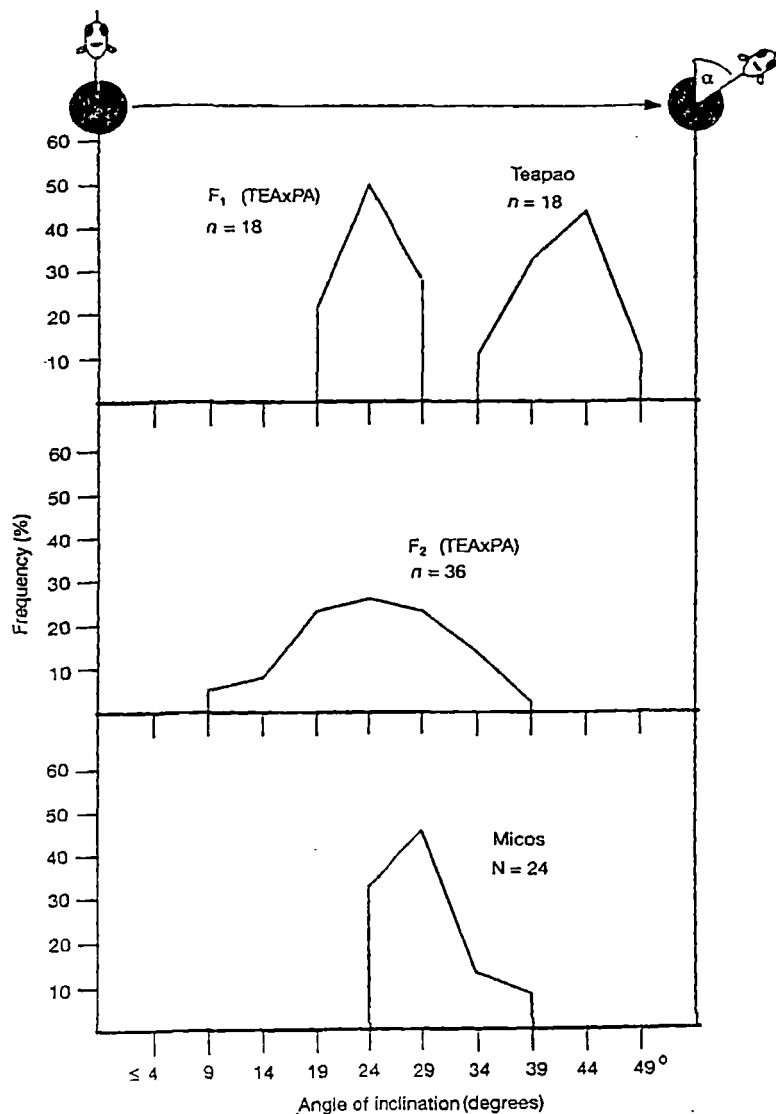 α
60
50
40
30
20
10
F₁ (TEAxPA)
n = 18
Teapao
n = 18
60
50
40
30
20
10
F₂ (TEAxPA)
n = 36
Frequency (%)
60
50
40
30
20
10
Micos
N = 24
≤ 4 9 14 19 24 29 34 39 44 49°
Angle of inclination (degrees)